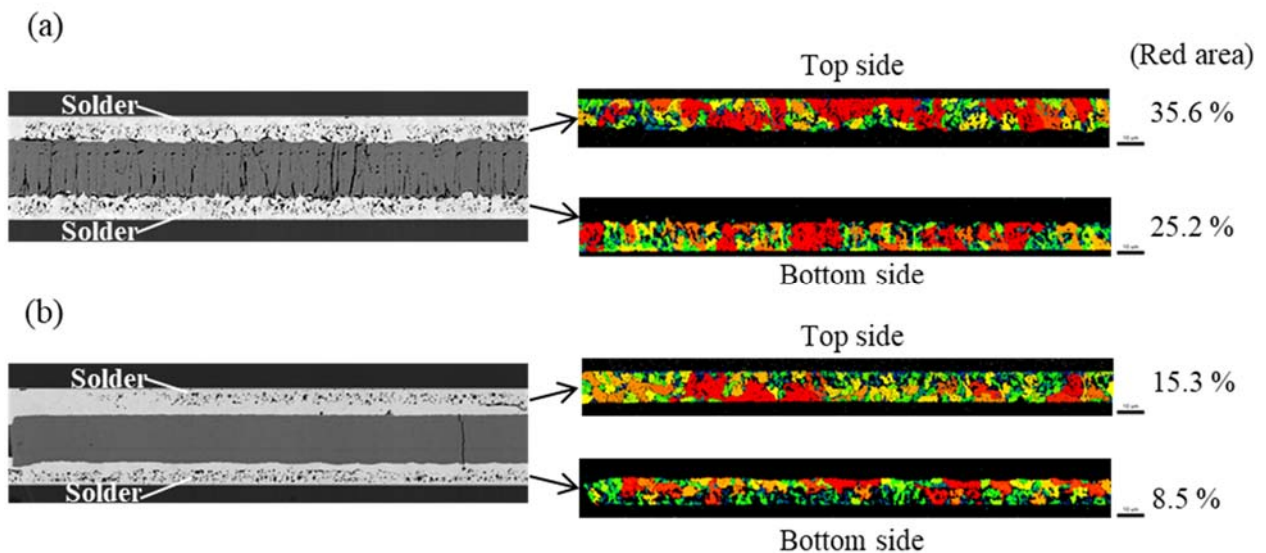 (a)
Solder
Solder
Top side
(Red area)
35.6 %
25.2 %
Bottom side
(b)
Solder
Solder
Top side
15.3 %
8.5 %
Bottom side